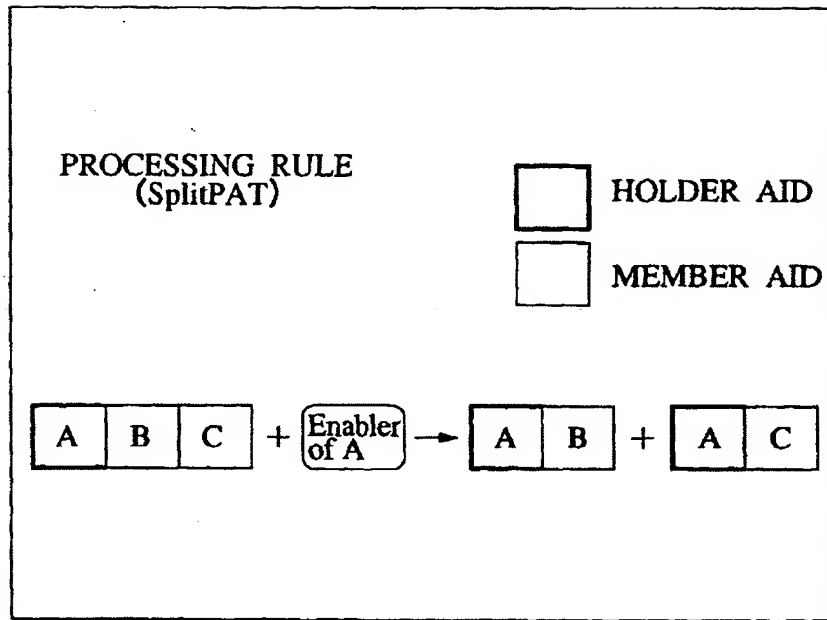 PROCESSING RULE
(SplitPAT)
HOLDER AID
MEMBER AID
A B C + Enabler of A → A B + A C